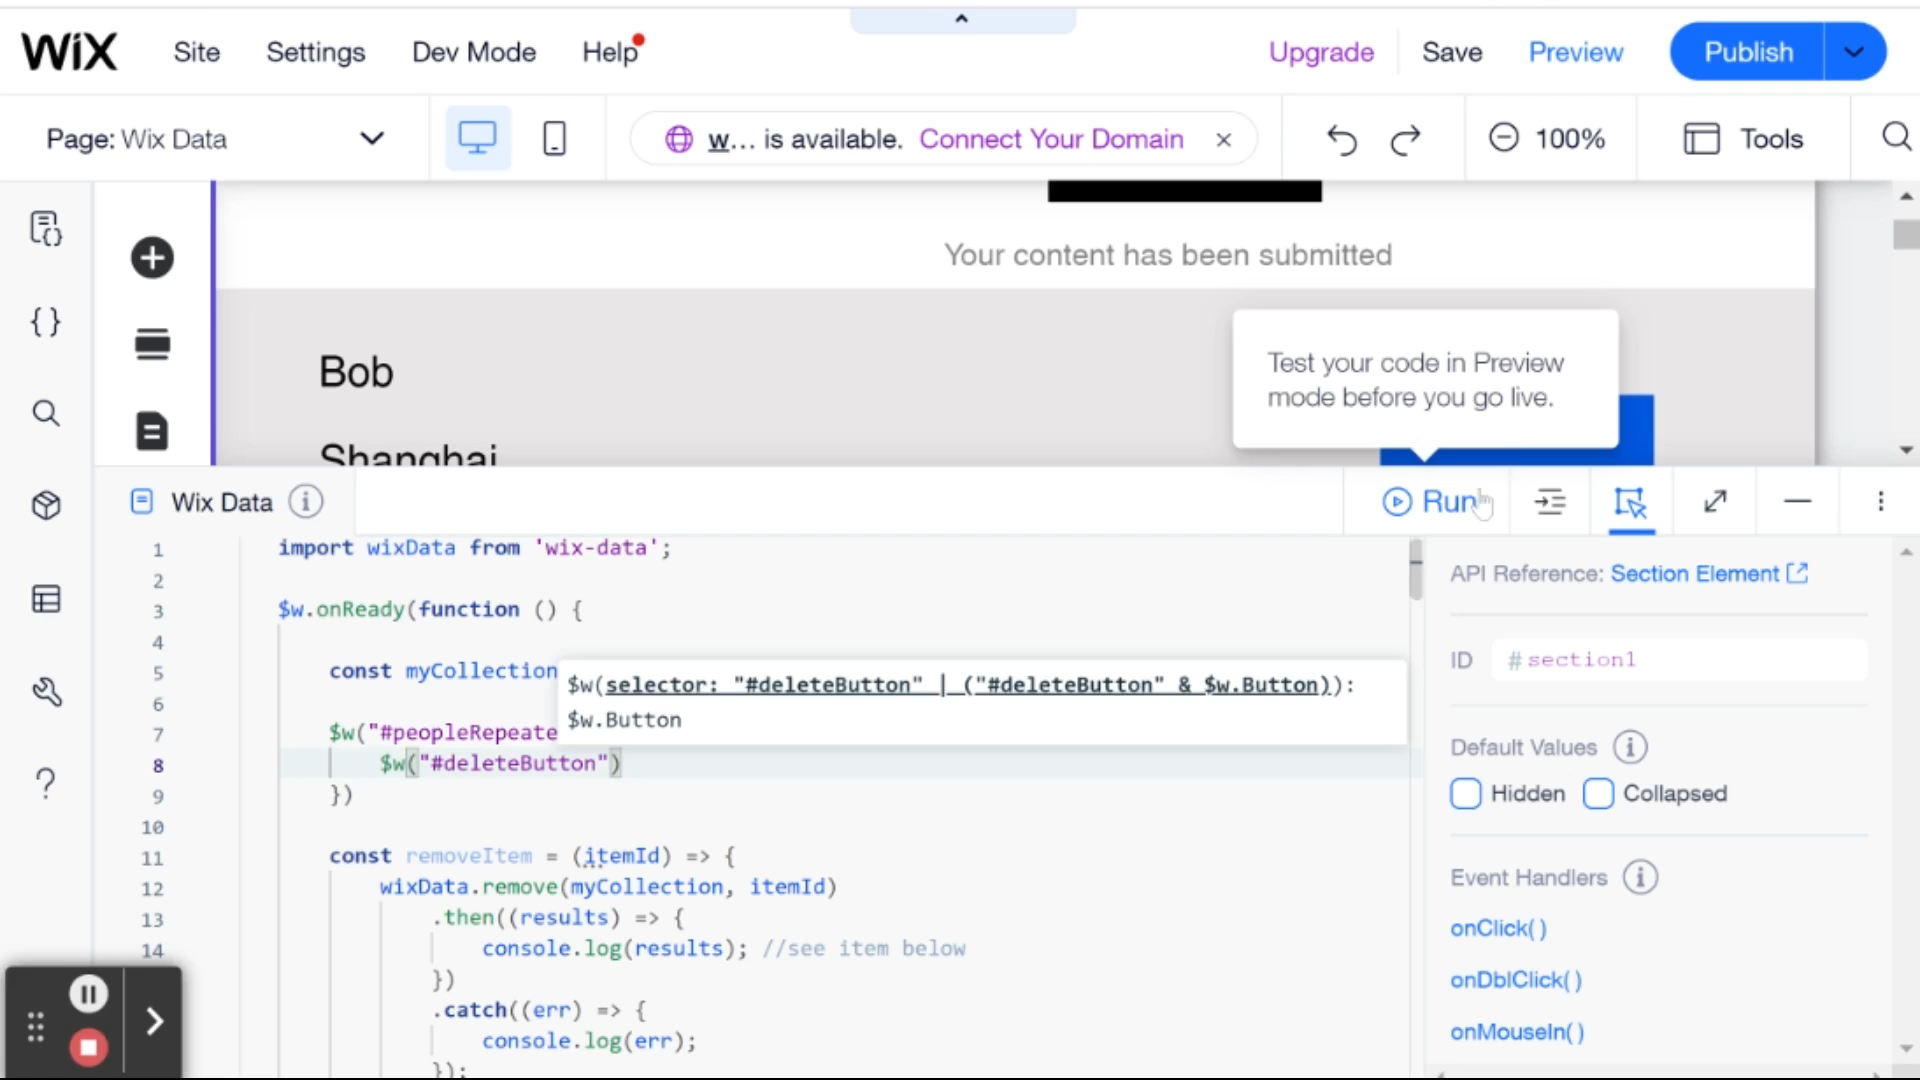 WiX Site Settings Dev Mode Help Upgrade Save Preview Publish
Page: Wix Data w... is available. Connect Your Domain 100% Tools
Your content has been submitted
Bob
Shanghai
Test your code in Preview
mode before you go live.
Wix Data Run
1 import wixData from 'wix-data';
2
3 $w.onReady(function () {
4
5 const myCollection
6
$w(selector: "#deleteButton" | ("#deleteButton" & $w.Button)):
$w.Button
7 $w("#peopleRepeate
8 $w("#deleteButton")
9 })
10
11 const removeItem = (itemId) => {
12 wixData.remove(myCollection, itemId)
13 .then((results) => {
14 console.log(results); //see item below
})
.catch((err) => {
console.log(err);
});
API Reference: Section Element
ID #section1
Default Values
Hidden Collapsed
Event Handlers
onClick()
onDblClick()
onMouseIn()